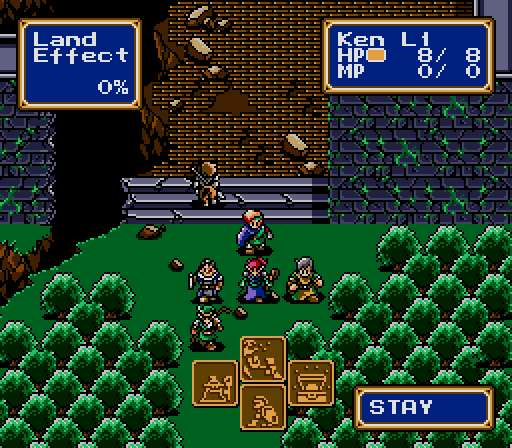 Land
Effect
0%
Ken L1
HP 8/ 8
MP 0/ 0
STAY